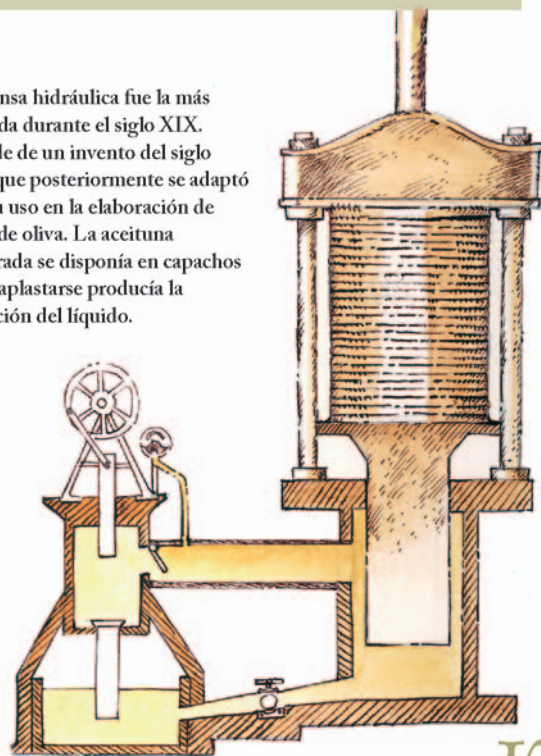 nsa hidráulica fue la más
da durante el siglo XIX.
de de un invento del siglo
que posteriormente se adaptó
u uso en la elaboración de
de oliva. La aceituna
rada se disponía en capachos
aplastarse producía la
ción del líquido.